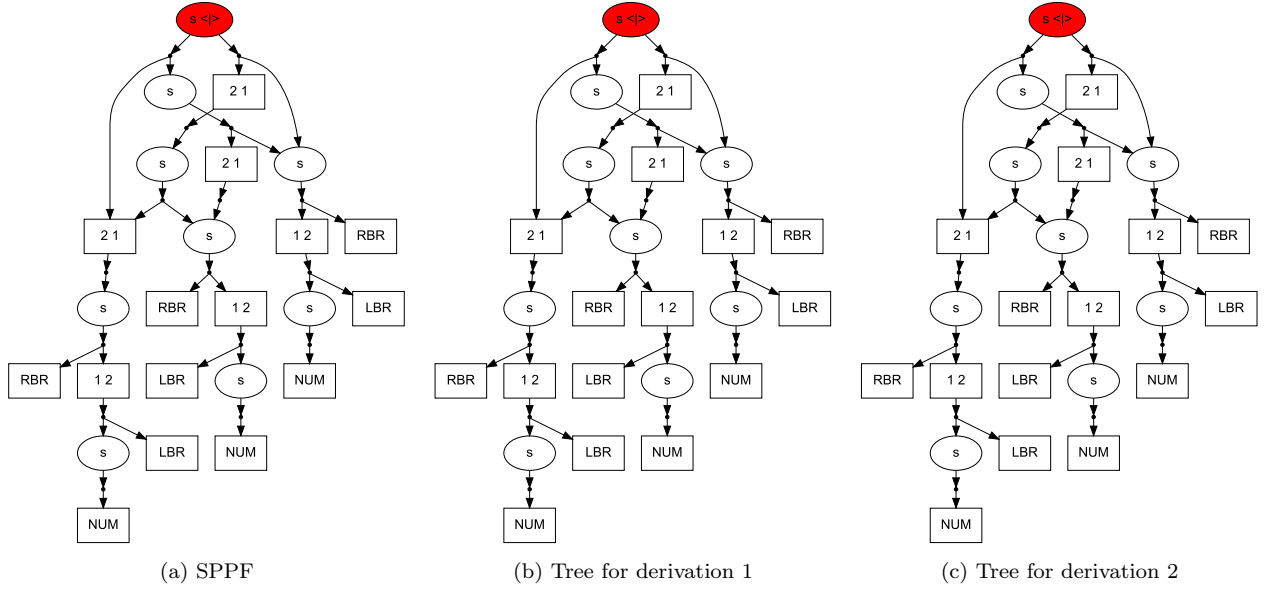 s <|> s <|> s <|>
s 2 1 s 2 1 s 2 1
s 2 1 s s 2 1 s s 2 1 s
2 1 s 1 2 RBR 2 1 s 1 2 RBR 2 1 s 1 2 RBR
s RBR 1 2 s LBR s RBR 1 2 s LBR s RBR 1 2 s LBR
RBR 1 2 LBR s NUM RBR 1 2 LBR s NUM RBR 1 2 LBR s NUM
s LBR NUM s LBR NUM s LBR NUM
NUM NUM NUM
(a) SPPF (b) Tree for derivation 1 (c) Tree for derivation 2